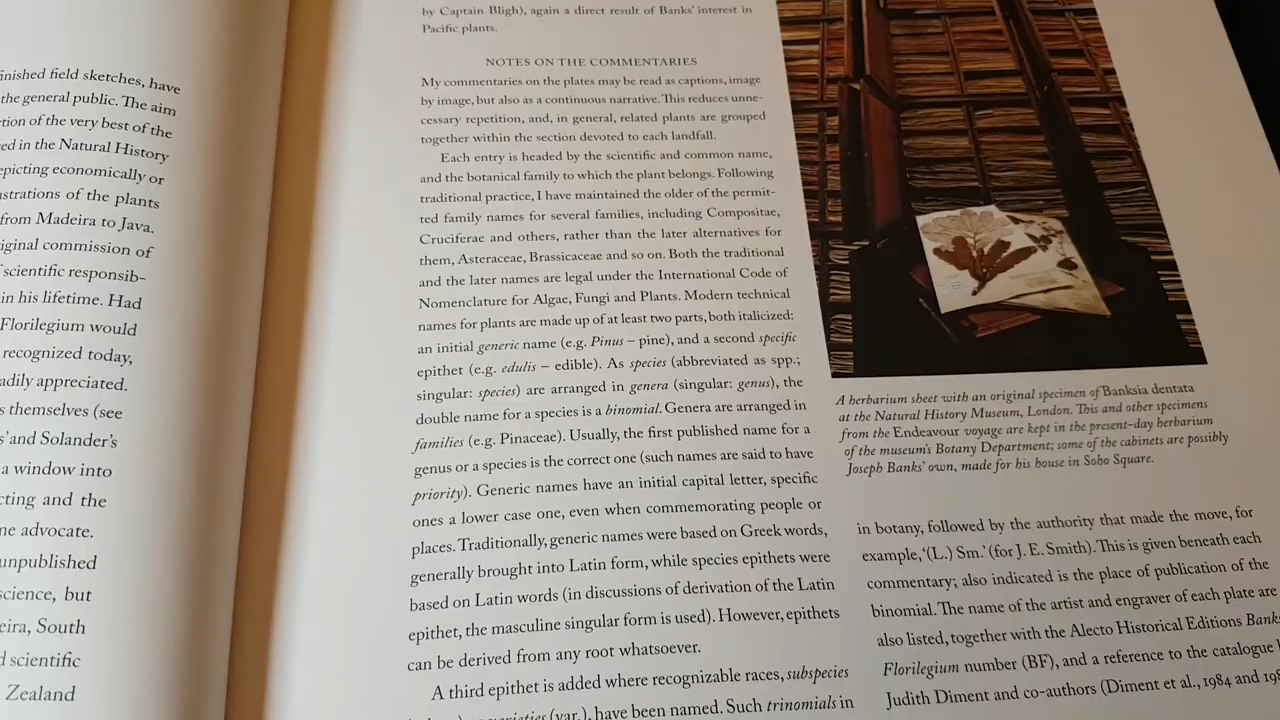 inished field sketches, have
the general public. The aim
tion of the very best of the
ed in the Natural History
epicting economically or
strations of the plants
from Madeira to Java.
iginal commission of
scientific responsib-
in his lifetime. Had
Florilegium would
recognized today,
adily appreciated.
s themselves (see
s' and Solander's
a window into
cting and the
ne advocate.
unpublished
science, but
eira, South
d scientific
Zealand
by Captain Bligh), again a direct result of Banks' interest in
Pacific plants.
NOTES ON THE COMMENTARIES
My commentaries on the plates may be read as captions, image
by image, but also as a continuous narrative. This reduces unne-
cessary repetition, and, in general, related plants are grouped
together within the section devoted to each landfall.
Each entry is headed by the scientific and common name,
and the botanical family to which the plant belongs. Following
traditional practice, I have maintained the older of the permit-
ted family names for several families, including Compositae,
Cruciferae and others, rather than the later alternatives for
them, Asteraceae, Brassicaceae and so on. Both the traditional
and the later names are legal under the International Code of
Nomenclature for Algae, Fungi and Plants. Modern technical
names for plants are made up of at least two parts, both italicized:
an initial generic name (e.g. Pinus – pine), and a second specific
epithet (e.g. edulis – edible). As species (abbreviated as spp.;
singular: species) are arranged in genera (singular: genus), the
double name for a species is a binomial. Genera are arranged in
families (e.g. Pinaceae). Usually, the first published name for a
genus or a species is the correct one (such names are said to have
priority). Generic names have an initial capital letter, specific
ones a lower case one, even when commemorating people or
places. Traditionally, generic names were based on Greek words,
generally brought into Latin form, while species epithets were
based on Latin words (in discussions of derivation of the Latin
epithet, the masculine singular form is used). However, epithets
can be derived from any root whatsoever.
A third epithet is added where recognizable races, subspecies
varieties (var.), have been named. Such trinomials in
A herbarium sheet with an original specimen of Banksia dentata
at the Natural History Museum, London. This and other specimens
from the Endeavour voyage are kept in the present-day herbarium
of the museum's Botany Department; some of the cabinets are possibly
Joseph Banks' own, made for his house in Soho Square.
in botany, followed by the authority that made the move, for
example, '(L.) Sm.' (for J. E. Smith). This is given beneath each
commentary; also indicated is the place of publication of the
binomial. The name of the artist and engraver of each plate are
also listed, together with the Alecto Historical Editions Banks
Florilegium number (BF), and a reference to the catalogue
Judith Diment and co-authors (Diment et al., 1984 and 198